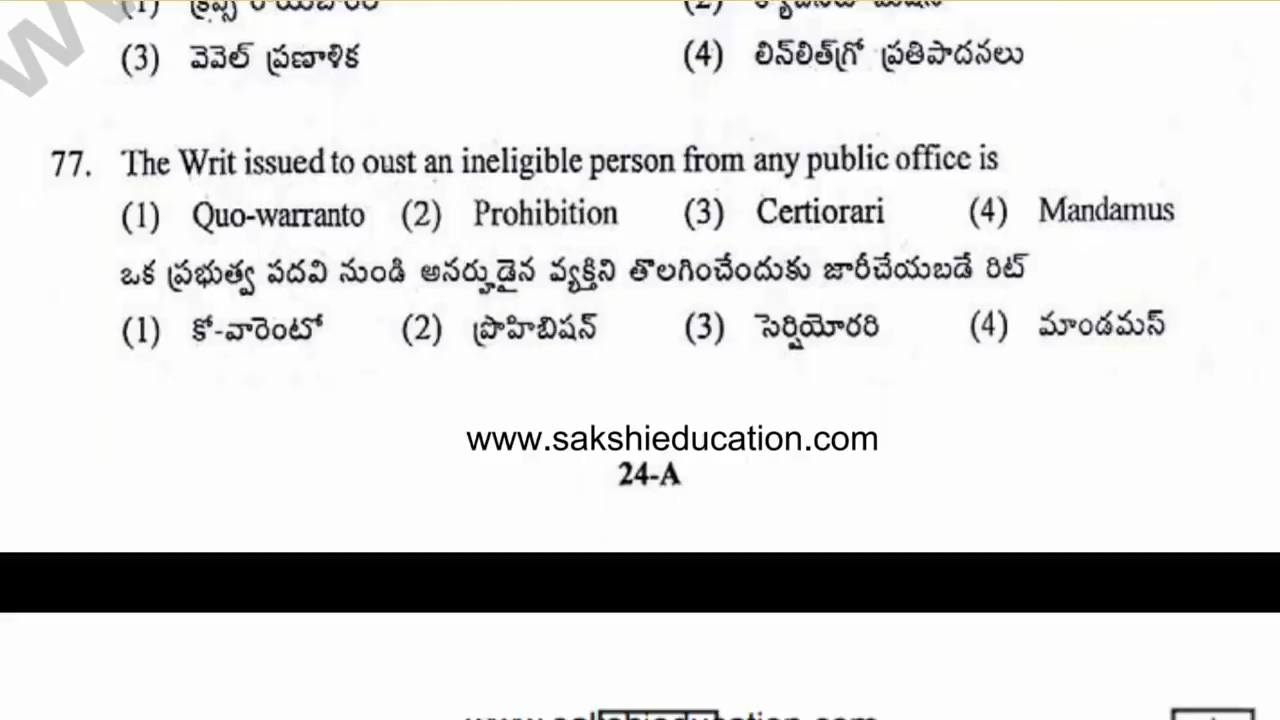 (3) వెవెల్ ప్రణాళిక (4) లిన్‌లిత్‌గ్రో ప్రతిపాదనలు
77. The Writ issued to oust an ineligible person from any public office is
(1) Quo-warranto (2) Prohibition (3) Certiorari (4) Mandamus
ఒక ప్రభుత్వ పదవి నుండి అనర్హుడైన వ్యక్తిని తొలగించేందుకు జారీచేయబడే రిట్
(1) కో-వారెంటో (2) ప్రొహిబిషన్ (3) సెర్షియోరరి (4) మాండమస్
www.sakshieducation.com
24-A